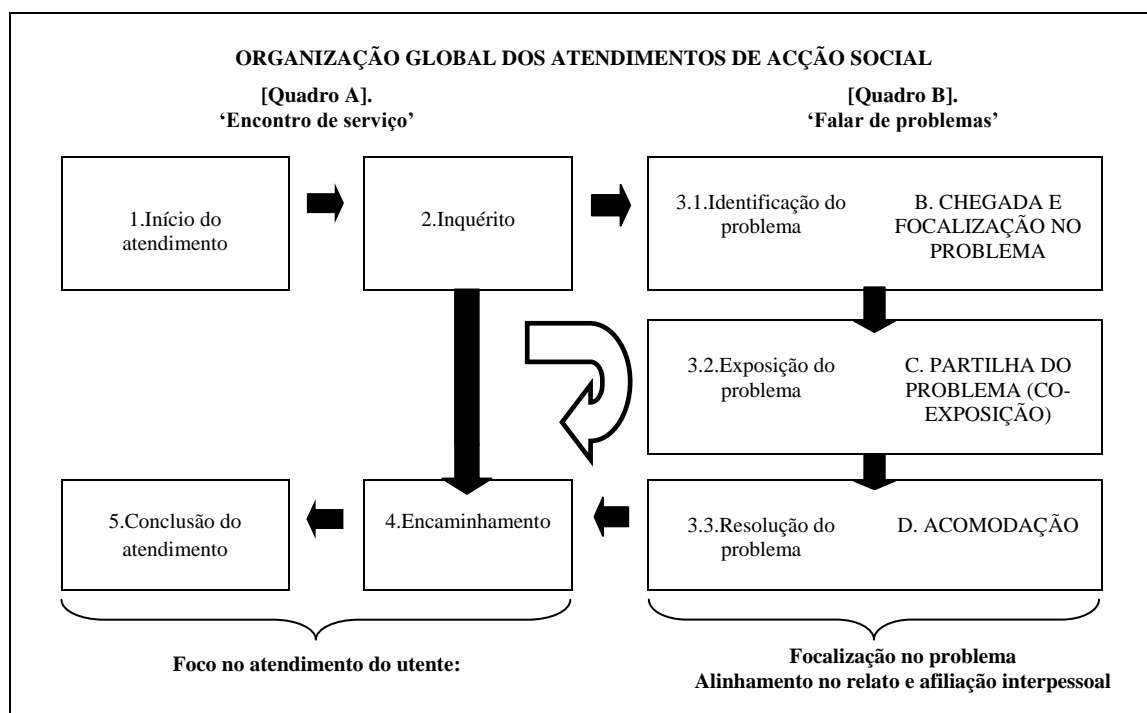 ORGANIZAÇÃO GLOBAL DOS ATENDIMENTOS DE ACÇÃO SOCIAL
[Quadro A].
‘Encontro de serviço’
[Quadro B].
‘Falar de problemas’
1.Início do
atendimento
2.Inquérito
3.1.Identificação do
problema
B. CHEGADA E
FOCALIZAÇÃO NO
PROBLEMA
3.2.Exposição do
problema
C. PARTILHA DO
PROBLEMA (CO-
EXPOSIÇÃO)
5.Conclusão do
atendimento
4.Encaminhamento
3.3.Resolução do
problema
D. ACOMODAÇÃO
Foco no atendimento do utente:
Focalização no problema
Alinhamento no relato e afiliação interpessoal